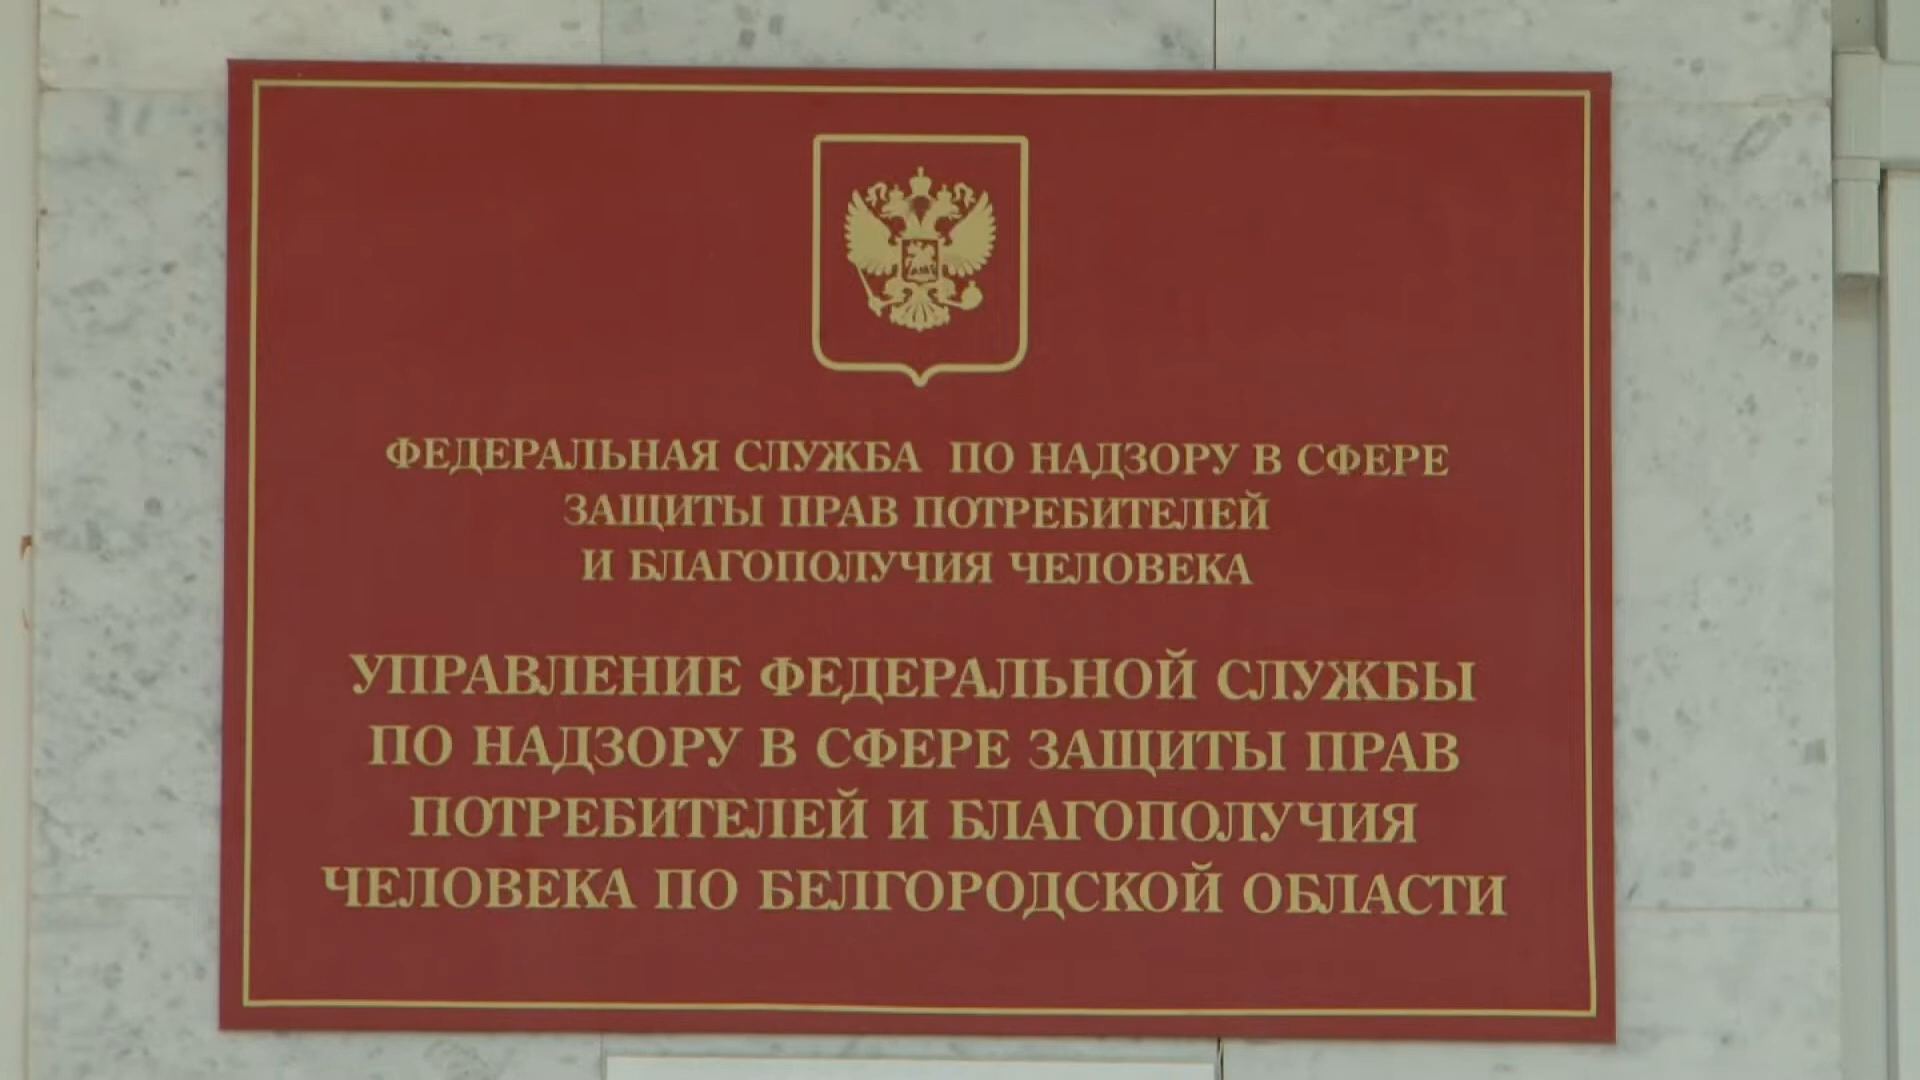 ФЕДЕРАЛЬНАЯ СЛУЖБА ПО НАДЗОРУ В СФЕРЕ
ЗАЩИТЫ ПРАВ ПОТРЕБИТЕЛЕЙ
И БЛАГОПОЛУЧИЯ ЧЕЛОВЕКА
УПРАВЛЕНИЕ ФЕДЕРАЛЬНОЙ СЛУЖБЫ
ПО НАДЗОРУ В СФЕРЕ ЗАЩИТЫ ПРАВ
ПОТРЕБИТЕЛЕЙ И БЛАГОПОЛУЧИЯ
ЧЕЛОВЕКА ПО БЕЛГОРОДСКОЙ ОБЛАСТИ